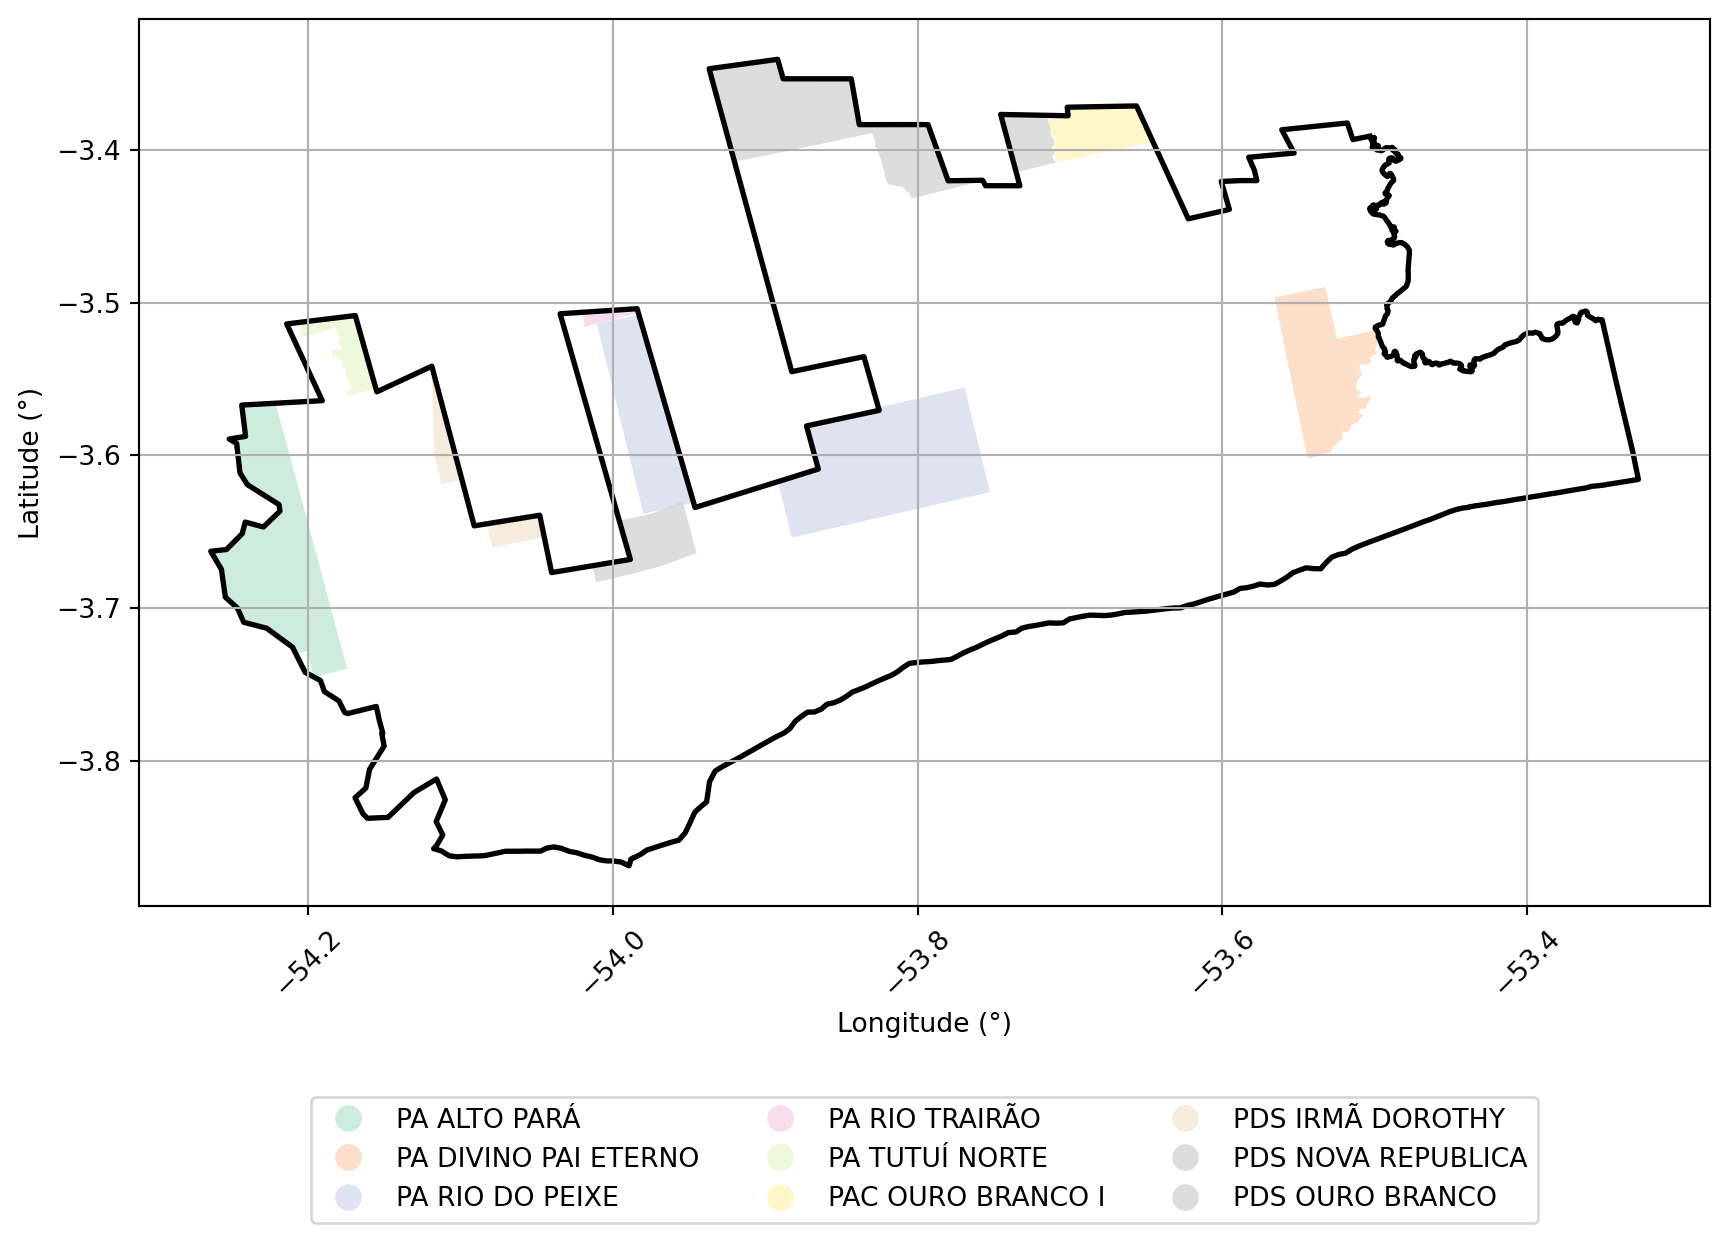 −3.4
−3.5
−3.6
−3.7
−3.8
Latitude (°)
−54.2
−54.0
−53.8
−53.6
−53.4
Longitude (°)
PA ALTO PARÁ
PA DIVINO PAI ETERNO
PA RIO DO PEIXE
PA RIO TRAIRÃO
PA TUTUÍ NORTE
PAC OURO BRANCO I
PDS IRMÃ DOROTHY
PDS NOVA REPUBLICA
PDS OURO BRANCO